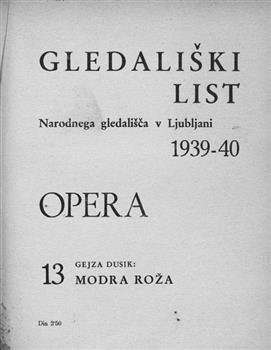 GLEDALIŠKI
LIST
Narodnega gledališča v Ljubljani
1939-40
OPERA
13 GEJZA DUSIK:
MODRA ROŽA
Din 2·50